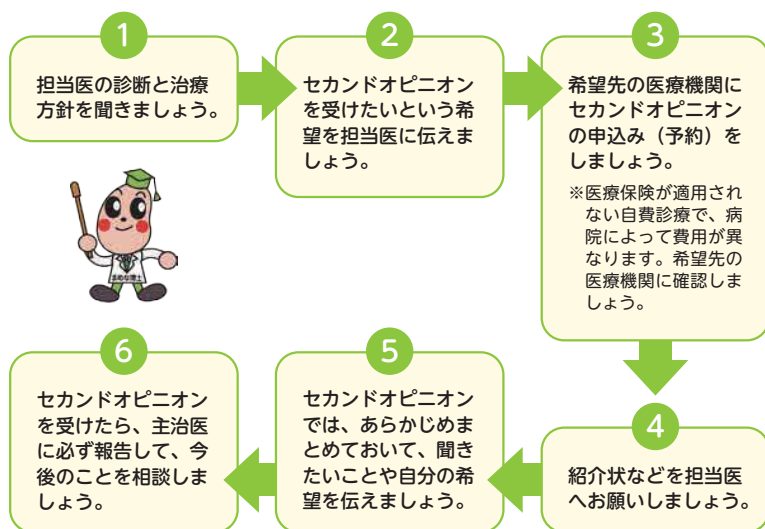 1
担当医の診断と治療
方針を聞きましょう。
2
セカンドオピニオン
を受けたいという希
望を担当医に伝えま
しょう。
3
希望先の医療機関に
セカンドオピニオン
の申込み（予約）を
しましょう。
※医療保険が適用され
ない自費診療で、病
院によって費用が異
なります。希望先の
医療機関に確認しま
しょう。
まめな博士
4
紹介状などを担当医
へお願いしましょう。
5
セカンドオピニオン
では、あらかじめま
とめておいて、聞き
たいことや自分の希
望を伝えましょう。
6
セカンドオピニオン
を受けたら、主治医
に必ず報告して、今
後のことを相談しま
しょう。